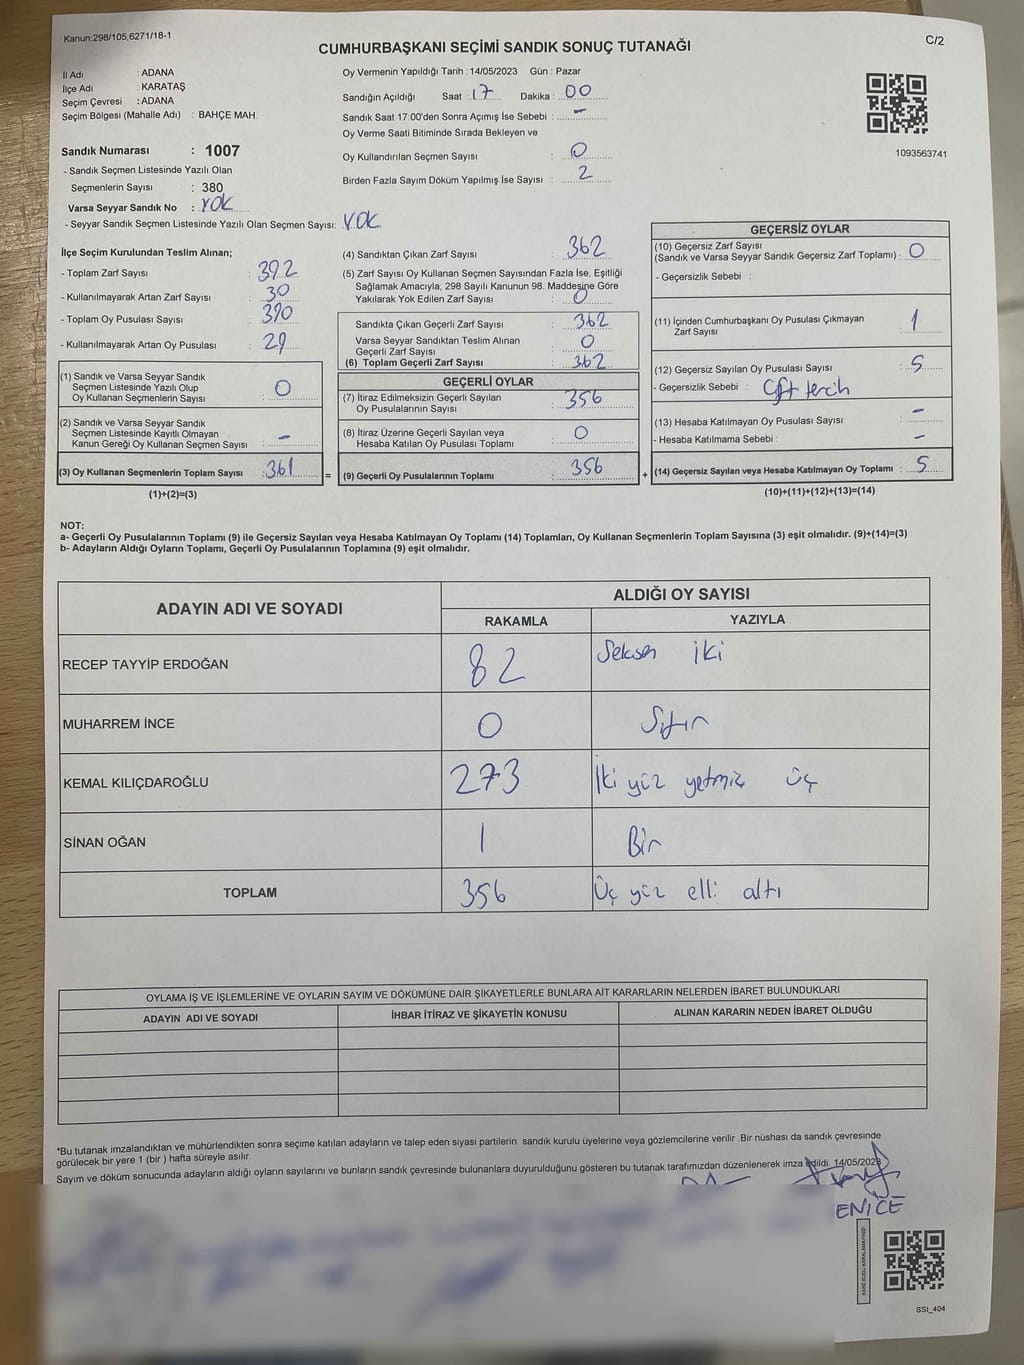 Kanun;298/105,6271/18-1
C/2
CUMHURBAŞKANI SEÇİMİ SANDIK SONUÇ TUTANAĞI
İl Adı : ADANA
İlçe Adı : KARATAŞ
Seçim Çevresi : ADANA
Seçim Bölgesi (Mahalle Adı) : BAHÇE MAH.
Sandık Numarası : 1007
- Sandık Seçmen Listesinde Yazılı Olan
Seçmenlerin Sayısı : 380
Varsa Seyyar Sandık No : YOK
- Seyyar Sandık Seçmen Listesinde Yazılı Olan Seçmen Sayısı: YOK
Oy Vermenin Yapıldığı Tarih : 14/05/2023 Gün : Pazar
Sandığın Açıldığı Saat : 17 Dakika : 00
Sandık Saat 17:00'den Sonra Açımış İse Sebebi : -
Oy Verme Saati Bitiminde Sırada Bekleyen ve
Oy Kullandırılan Seçmen Sayısı : 0
Birden Fazla Sayım Döküm Yapılmış İse Sayısı : 2
1093563741
İlçe Seçim Kurulundan Teslim Alınan;
- Toplam Zarf Sayısı : 392
- Kullanılmayarak Artan Zarf Sayısı : 30
- Toplam Oy Pusulası Sayısı : 390
- Kullanılmayarak Artan Oy Pusulası : 29
(1) Sandık ve Varsa Seyyar Sandık
Seçmen Listesinde Yazılı Olup
Oy Kullanan Seçmenlerin Sayısı : 0
(2) Sandık ve Varsa Seyyar Sandık
Seçmen Listesinde Kayıtlı Olmayan
Kanun Gereği Oy Kullanan Seçmen Sayısı : -
(3) Oy Kullanan Seçmenlerin Toplam Sayısı : 361 =
(1)+(2)=(3)
(4) Sandıktan Çıkan Zarf Sayısı : 362
(5) Zarf Sayısı Oy Kullanan Seçmen Sayısından Fazla İse, Eşitliği
Sağlamak Amacıyla; 298 Sayılı Kanunun 98. Maddesine Göre
Yakılarak Yok Edilen Zarf Sayısı : 0
Sandıkta Çıkan Geçerli Zarf Sayısı : 362
Varsa Seyyar Sandıktan Teslim Alınan
Geçerli Zarf Sayısı : 0
(6) Toplam Geçerli Zarf Sayısı : 362
GEÇERLİ OYLAR
(7) İtiraz Edilmeksizin Geçerli Sayılan
Oy Pusulalarının Sayısı : 356
(8) İtiraz Üzerine Geçerli Sayılan veya
Hesaba Katılan Oy Pusulası Toplamı : 0
(9) Geçerli Oy Pusulalarının Toplamı : 356 +
GEÇERSİZ OYLAR
(10) Geçersiz Zarf Sayısı
(Sandık ve Varsa Seyyar Sandık Geçersiz Zarf Toplamı) : 0
- Geçersizlik Sebebi :
(11) İçinden Cumhurbaşkanı Oy Pusulası Çıkmayan
Zarf Sayısı : 1
(12) Geçersiz Sayılan Oy Pusulası Sayısı : 5
- Geçersizlik Sebebi : Çift tercih
(13) Hesaba Katılmayan Oy Pusulası Sayısı : -
- Hesaba Katılmama Sebebi : -
(14) Geçersiz Sayılan veya Hesaba Katılmayan Oy Toplamı : 5
(10)+(11)+(12)+(13)=(14)
NOT:
a- Geçerli Oy Pusulasının Toplamı (9) ile Geçersiz Sayılan veya Hesaba Katılmayan Oy Toplamı (14) Toplamları, Oy Kullanan Seçmenlerin Toplam Sayısına (3) eşit olmalıdır. (9)+(14)=(3)
b- Adayların Aldığı Oyların Toplamı, Geçerli Oy Pusulalarının Toplamına (9) eşit olmalıdır.
ADAYIN ADI VE SOYADI ALDIĞI OY SAYISI
RAKAMLA YAZIYLA
RECEP TAYYİP ERDOĞAN 82 Seksen iki
MUHARREM İNCE 0 Sıfır
KEMAL KILIÇDAROĞLU 273 İki yüz yetmiş üç
SİNAN OĞAN 1 Bir
TOPLAM 356 Üç yüz elli altı
OYLAMA İŞ VE İŞLEMLERİNE VE OYLARIN SAYIM VE DÖKÜMÜNE DAİR ŞİKAYETLERLE BUNLARA AİT KARARLARIN NELERDEN İBARET BULUNDUKLARI
ADAYIN ADI VE SOYADI İHBAR İTİRAZ VE ŞİKAYETİN KONUSU ALINAN KARARIN NEDEN İBARET OLDUĞU
*Bu tutanak imzalandıktan ve mühürlendikten sonra seçime katılan adayların ve talep eden siyasi partilerin sandık kurulu üyelerine veya gözlemcilerine verilir .Bir nüshası da sandık çevresinde
görülecek bir yere 1 (bir ) hafta süreyle asılır.
Sayım ve döküm sonucunda adayların aldığı oyların sayılarını ve bunların sandık çevresinde bulunanlara duyurulduğunu gösteren bu tutanak tarafımızdan düzenlenerek imza edildi. 14/05/2023
ENİCE
KARE KODU KARALAMAYINIZ!
SSI_404